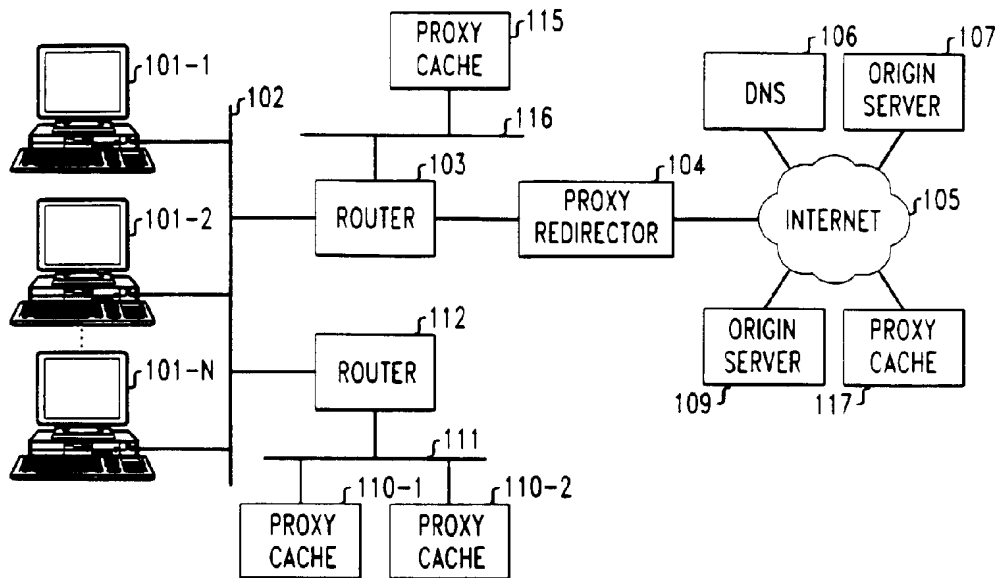 115
PROXY
CACHE
106
107
101-1
102
DNS
ORIGIN
SERVER
116
103
104
101-2
ROUTER
PROXY
REDIRECTOR
INTERNET
105
112
101-N
ROUTER
ORIGIN
SERVER
PROXY
CACHE
109
117
111
110-1
110-2
PROXY
CACHE
PROXY
CACHE